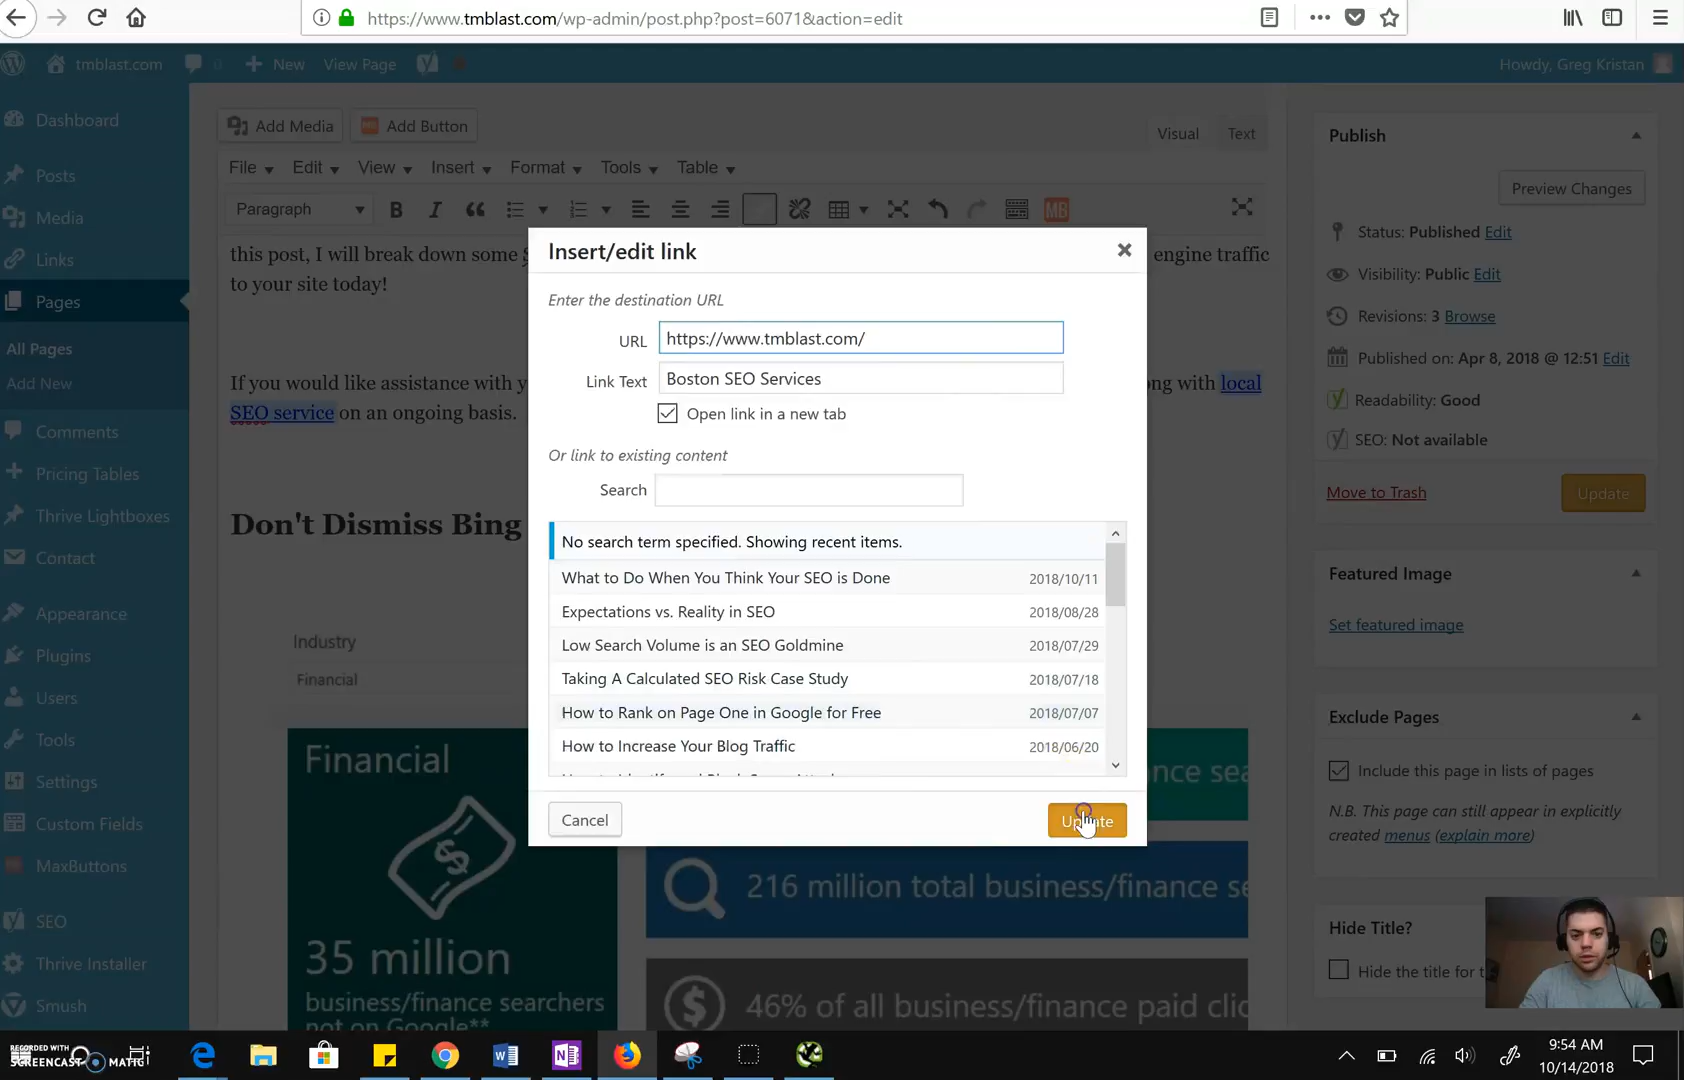 https://www.tmblast.com/wp-admin/post.php?post=6071&action=edit
tmblast.com 0 + New View Page Howdy, Greg Kristan
Dashboard
Posts
Media
Links
Pages
All Pages
Add New
Comments
Pricing Tables
Thrive Lightboxes
Contact
Appearance
Plugins
Users
Tools
Settings
Custom Fields
MaxButtons
SEO
Thrive Installer
Smush
Add Media Add Button Visual Text
File Edit View Insert Format Tools Table
Paragraph B I MB
this post, I will break down some engine traffic
to your site today!
If you would like assistance with y ng with local
SEO service on an ongoing basis.
Don't Dismiss Bing
Industry
Financial
Financial
35 million
business/finance searchers
not on Google**
nce sea
216 million total business/finance se
46% of all business/finance paid clic
Insert/edit link
Enter the destination URL
URL https://www.tmblast.com/
Link Text Boston SEO Services
Open link in a new tab
Or link to existing content
Search
No search term specified. Showing recent items.
What to Do When You Think Your SEO is Done 2018/10/11
Expectations vs. Reality in SEO 2018/08/28
Low Search Volume is an SEO Goldmine 2018/07/29
Taking A Calculated SEO Risk Case Study 2018/07/18
How to Rank on Page One in Google for Free 2018/07/07
How to Increase Your Blog Traffic 2018/06/20
Cancel Update
Publish
Preview Changes
Status: Published Edit
Visibility: Public Edit
Revisions: 3 Browse
Published on: Apr 8, 2018 @ 12:51 Edit
Readability: Good
SEO: Not available
Move to Trash Update
Featured Image
Set featured image
Exclude Pages
Include this page in lists of pages
N.B. This page can still appear in explicitly
created menus (explain more)
Hide Title?
Hide the title for t
RECORDED WITH
SCREENCAST MATIC
9:54 AM
10/14/2018